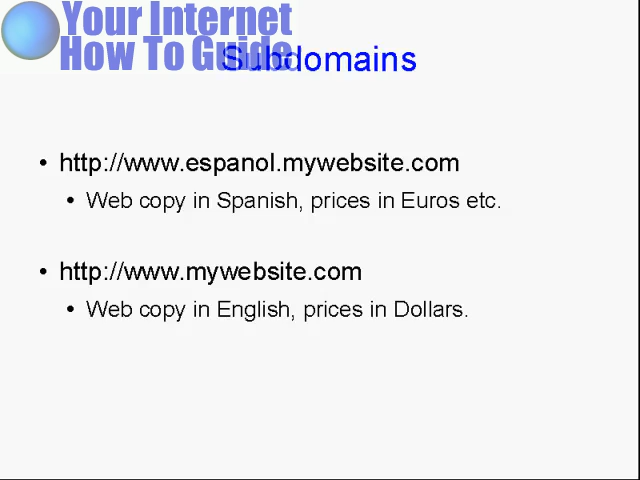 Your Internet
How To Guide
Subdomains
• http://www.espanol.mywebsite.com
• Web copy in Spanish, prices in Euros etc.
• http://www.mywebsite.com
• Web copy in English, prices in Dollars.